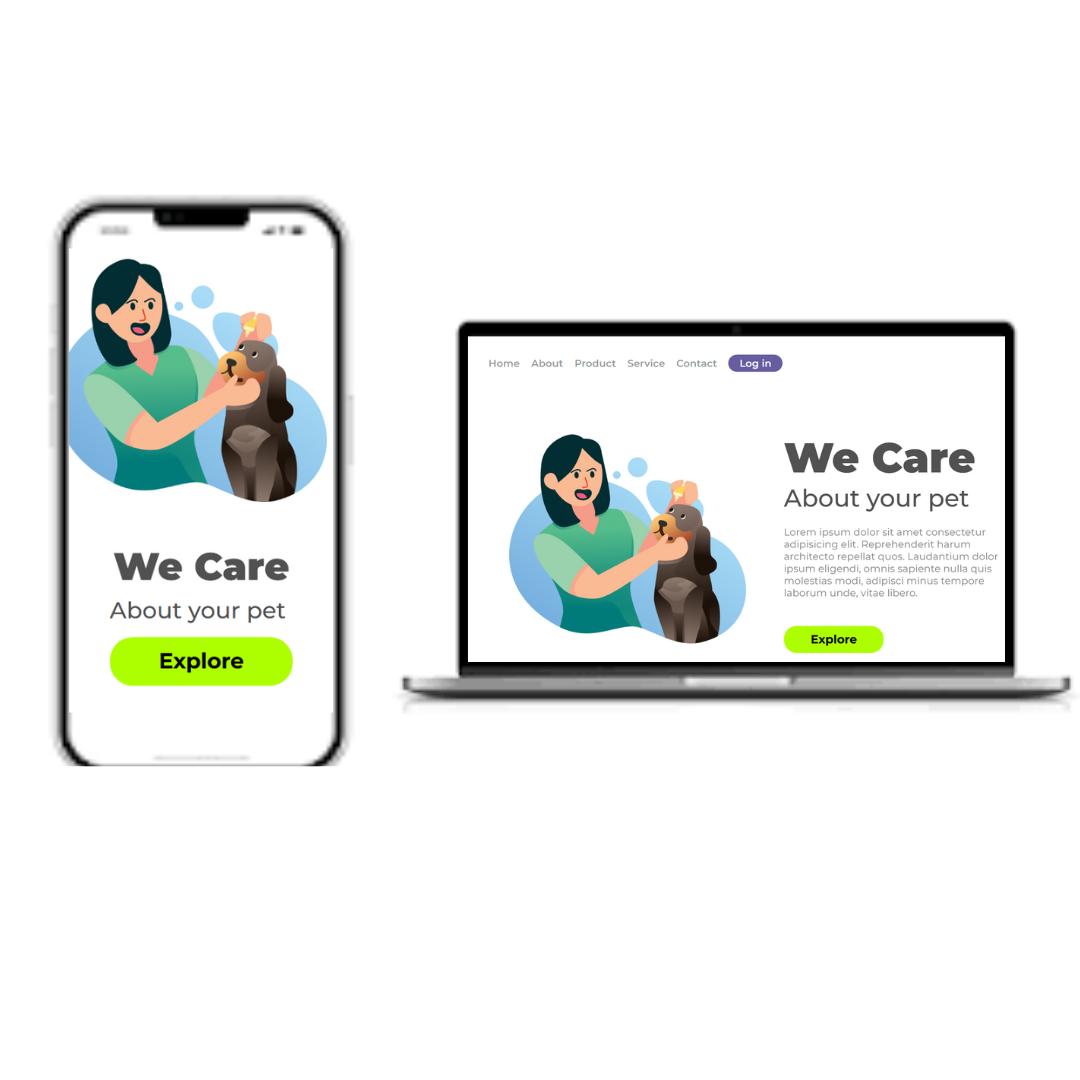 We Care
About your pet
Explore
Home About Product Service Contact Log in
We Care
About your pet
Lorem ipsum dolor sit amet consectetur
adipisicing elit. Reprehenderit harum
architecto repellat quos. Laudantium dolor
ipsum eligendi, omnis sapiente nulla quis
molestias modi, adipisci minus tempore
laborum unde, vitae libero.
Explore